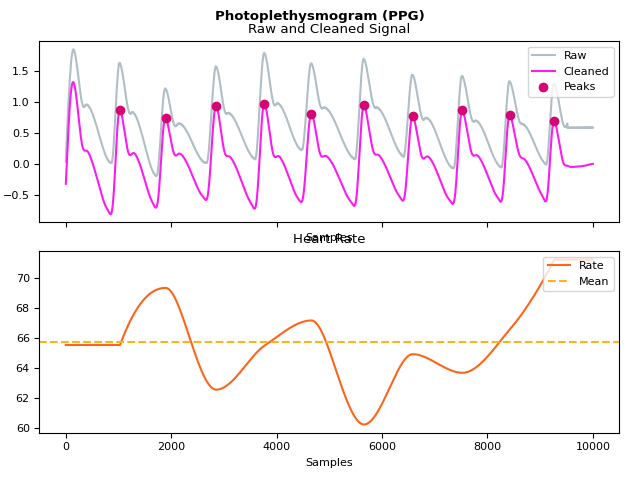 Photoplethysmogram (PPG)
Raw and Cleaned Signal
Raw
Cleaned
Peaks
1.5
1.0
0.5
0.0
−0.5
Samples
Heart Rate
Rate
Mean
70
68
66
64
62
60
0 2000 4000 6000 8000 10000
Samples